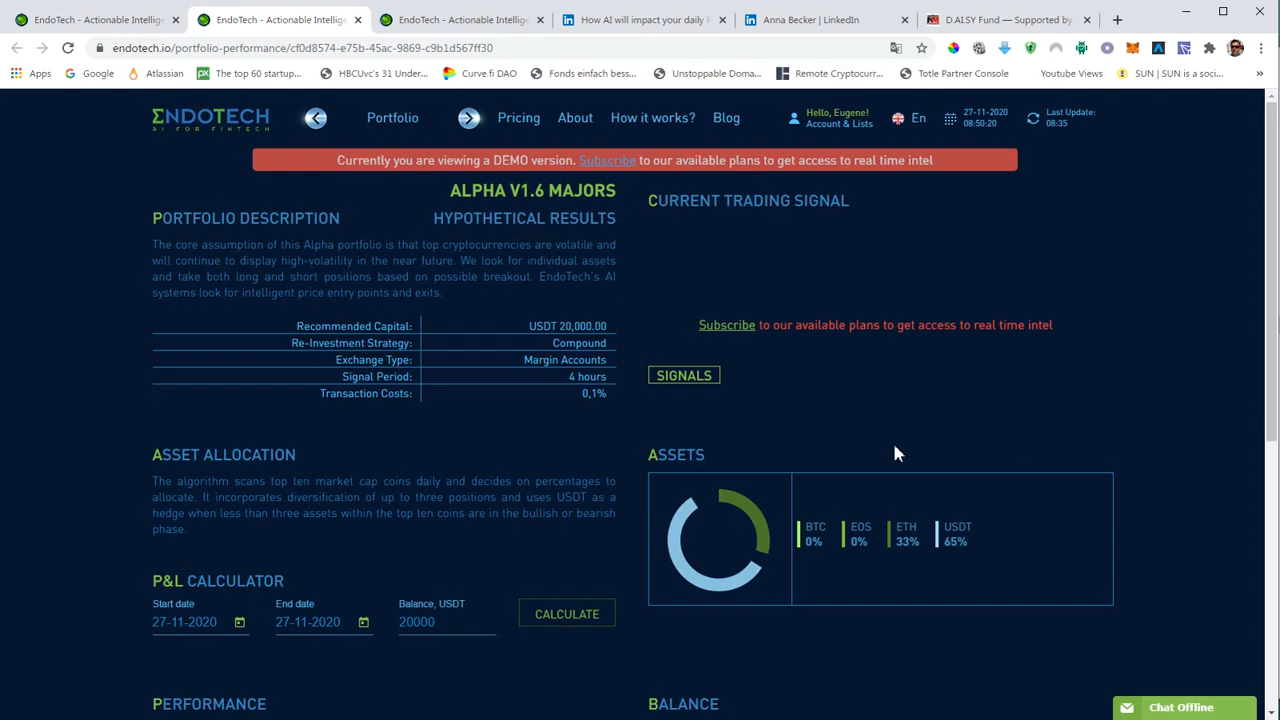 EndoTech - Actionable Intellige
EndoTech - Actionable Intellige
EndoTech - Actionable Intellige
How AI will impact your daily l
Anna Becker | LinkedIn
D.AI.SY Fund — Supported by
endotech.io/portfolio-performance/cf0d8574-e75b-45ac-9869-c9b1d567ff30
Apps
Google
Atlassian
The top 60 startup...
HBCUvc's 31 Under...
Curve.fi DAO
Fonds einfach bess...
Unstoppable Doma...
Remote Cryptocurr...
Totle Partner Console
Youtube Views
SUN | SUN is a soci...
»
ENDOTECH
AI FOR FINTECH
Portfolio
Pricing
About
How it works?
Blog
Hello, Eugene!
Account & Lists
En
27-11-2020
08:50:20
Last Update:
08:35
Currently you are viewing a DEMO version. Subscribe to our available plans to get access to real time intel
ALPHA V1.6 MAJORS
PORTFOLIO DESCRIPTION
HYPOTHETICAL RESULTS
The core assumption of this Alpha portfolio is that top cryptocurrencies are volatile and
will continue to display high-volatility in the near future. We look for individual assets
and take both long and short positions based on possible breakout. EndoTech's AI
systems look for intelligent price entry points and exits.
Recommended Capital: USDT 20,000.00
Re-Investment Strategy: Compound
Exchange Type: Margin Accounts
Signal Period: 4 hours
Transaction Costs: 0,1%
CURRENT TRADING SIGNAL
Subscribe to our available plans to get access to real time intel
SIGNALS
ASSET ALLOCATION
The algorithm scans top ten market cap coins daily and decides on percentages to
allocate. It incorporates diversification of up to three positions and uses USDT as a
hedge when less than three assets within the top ten coins are in the bullish or bearish
phase.
ASSETS
BTC EOS ETH USDT
0% 0% 33% 65%
P&L CALCULATOR
Start date End date Balance, USDT
27-11-2020 27-11-2020 20000
CALCULATE
PERFORMANCE
BALANCE
Chat Offline